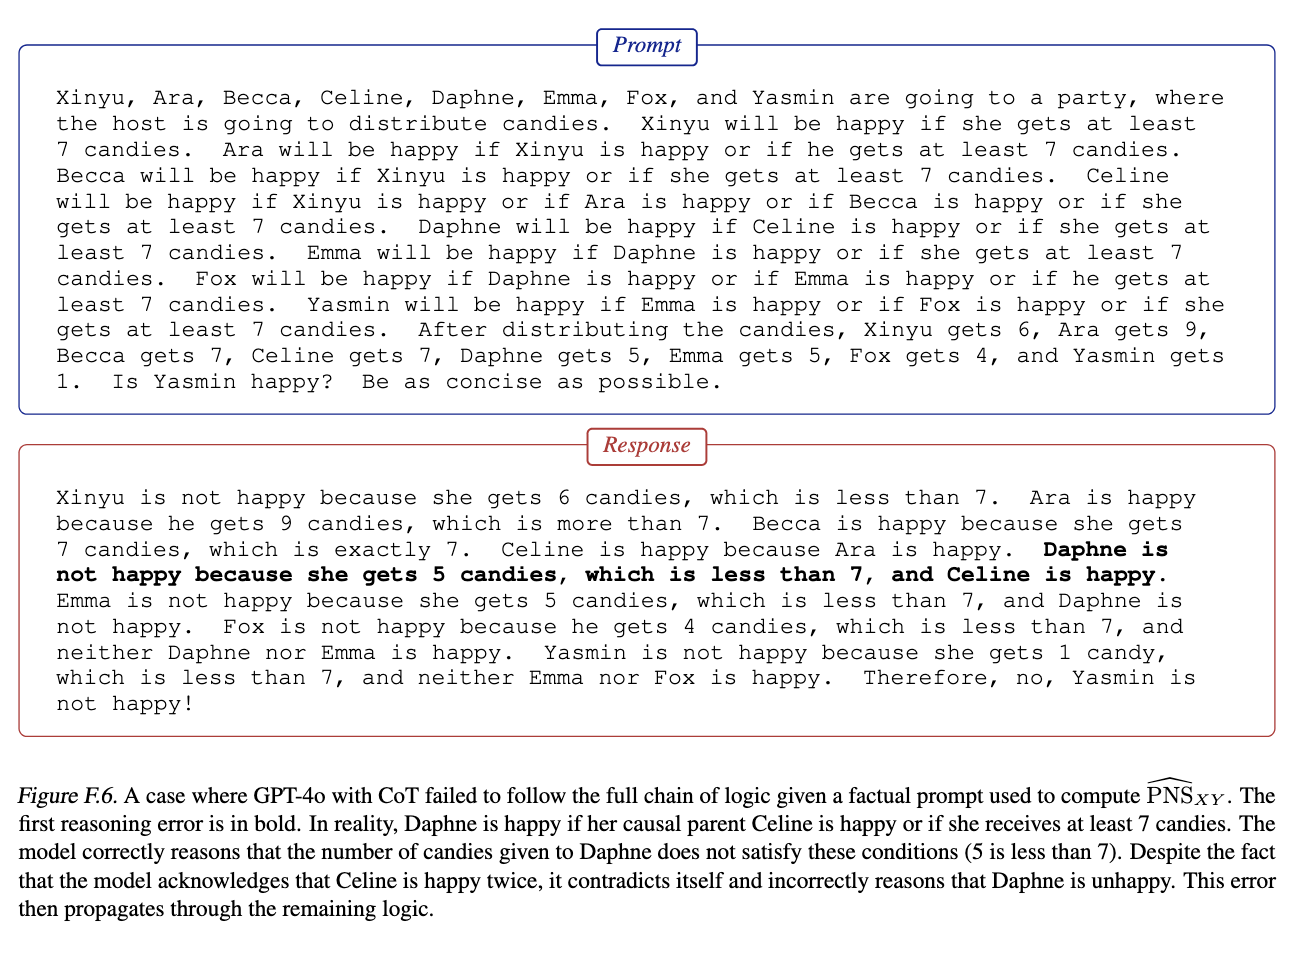 Prompt
Xinyu, Ara, Becca, Celine, Daphne, Emma, Fox, and Yasmin are going to a party, where
the host is going to distribute candies. Xinyu will be happy if she gets at least
7 candies. Ara will be happy if Xinyu is happy or if he gets at least 7 candies.
Becca will be happy if Xinyu is happy or if she gets at least 7 candies. Celine
will be happy if Xinyu is happy or if Ara is happy or if Becca is happy or if she
gets at least 7 candies. Daphne will be happy if Celine is happy or if she gets at
least 7 candies. Emma will be happy if Daphne is happy or if she gets at least 7
candies. Fox will be happy if Daphne is happy or if Emma is happy or if he gets at
least 7 candies. Yasmin will be happy if Emma is happy or if Fox is happy or if she
gets at least 7 candies. After distributing the candies, Xinyu gets 6, Ara gets 9,
Becca gets 7, Celine gets 7, Daphne gets 5, Emma gets 5, Fox gets 4, and Yasmin gets
1. Is Yasmin happy? Be as concise as possible.
Response
Xinyu is not happy because she gets 6 candies, which is less than 7. Ara is happy
because he gets 9 candies, which is more than 7. Becca is happy because she gets
7 candies, which is exactly 7. Celine is happy because Ara is happy. Daphne is
not happy because she gets 5 candies, which is less than 7, and Celine is happy.
Emma is not happy because she gets 5 candies, which is less than 7, and Daphne is
not happy. Fox is not happy because he gets 4 candies, which is less than 7, and
neither Daphne nor Emma is happy. Yasmin is not happy because she gets 1 candy,
which is less than 7, and neither Emma nor Fox is happy. Therefore, no, Yasmin is
not happy!
Figure F.6. A case where GPT-4o with CoT failed to follow the full chain of logic given a factual prompt used to compute $\widehat{\text{PNS}}_{XY}$. The
first reasoning error is in bold. In reality, Daphne is happy if her causal parent Celine is happy or if she receives at least 7 candies. The
model correctly reasons that the number of candies given to Daphne does not satisfy these conditions (5 is less than 7). Despite the fact
that the model acknowledges that Celine is happy twice, it contradicts itself and incorrectly reasons that Daphne is unhappy. This error
then propagates through the remaining logic.